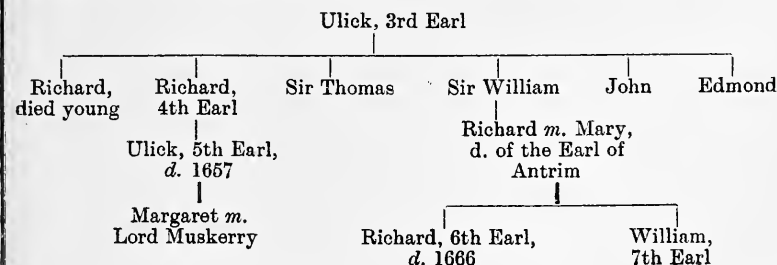 Ulick, 3rd Earl
Richard, died young
Richard, 4th Earl
Sir Thomas
Sir William
John
Edmond
Ulick, 5th Earl,
d. 1657
Richard m. Mary,
d. of the Earl of
Antrim
Margaret m.
Lord Muskerry
Richard, 6th Earl,
d. 1666
William,
7th Earl